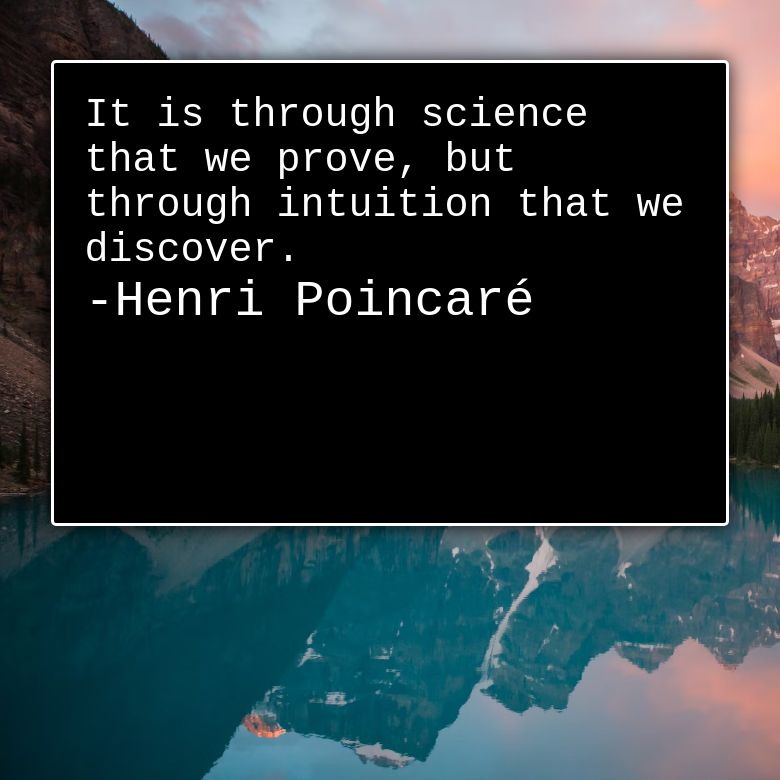 It is through science
that we prove, but
through intuition that we
discover.
-Henri Poincaré